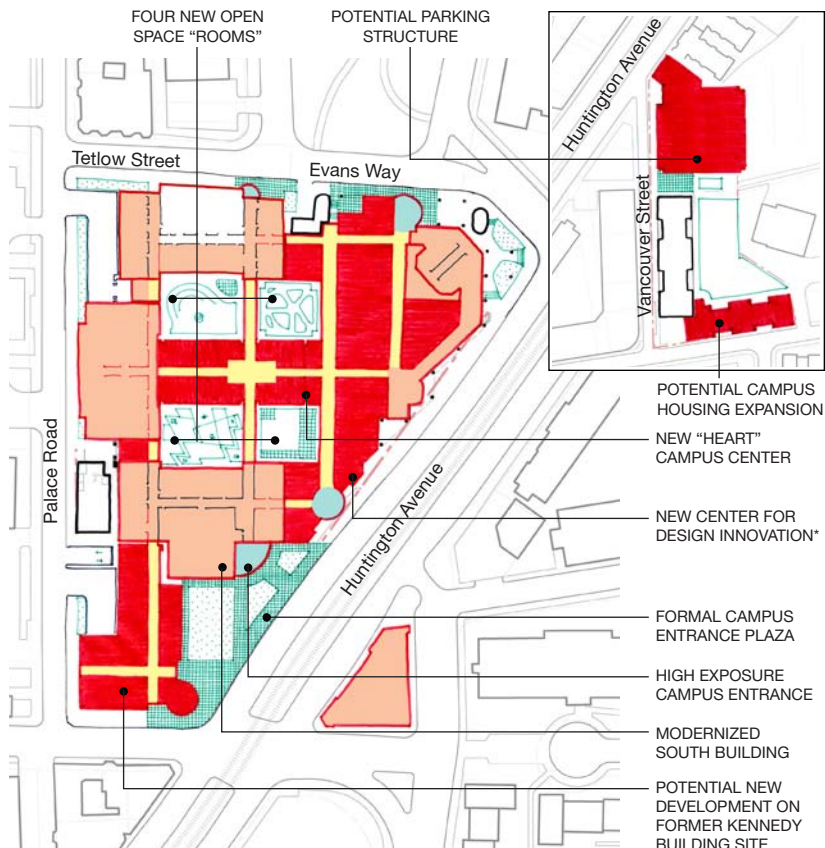 FOUR NEW OPEN
SPACE “ROOMS”
POTENTIAL PARKING
STRUCTURE
Huntington Avenue
Tetlow Street
Evans Way
Vancouver Street
Palace Road
Huntington Avenue
POTENTIAL CAMPUS
HOUSING EXPANSION
NEW “HEART”
CAMPUS CENTER
NEW CENTER FOR
DESIGN INNOVATION*
FORMAL CAMPUS
ENTRANCE PLAZA
HIGH EXPOSURE
CAMPUS ENTRANCE
MODERNIZED
SOUTH BUILDING
POTENTIAL NEW
DEVELOPMENT ON
FORMER KENNEDY
BUILDING SITE